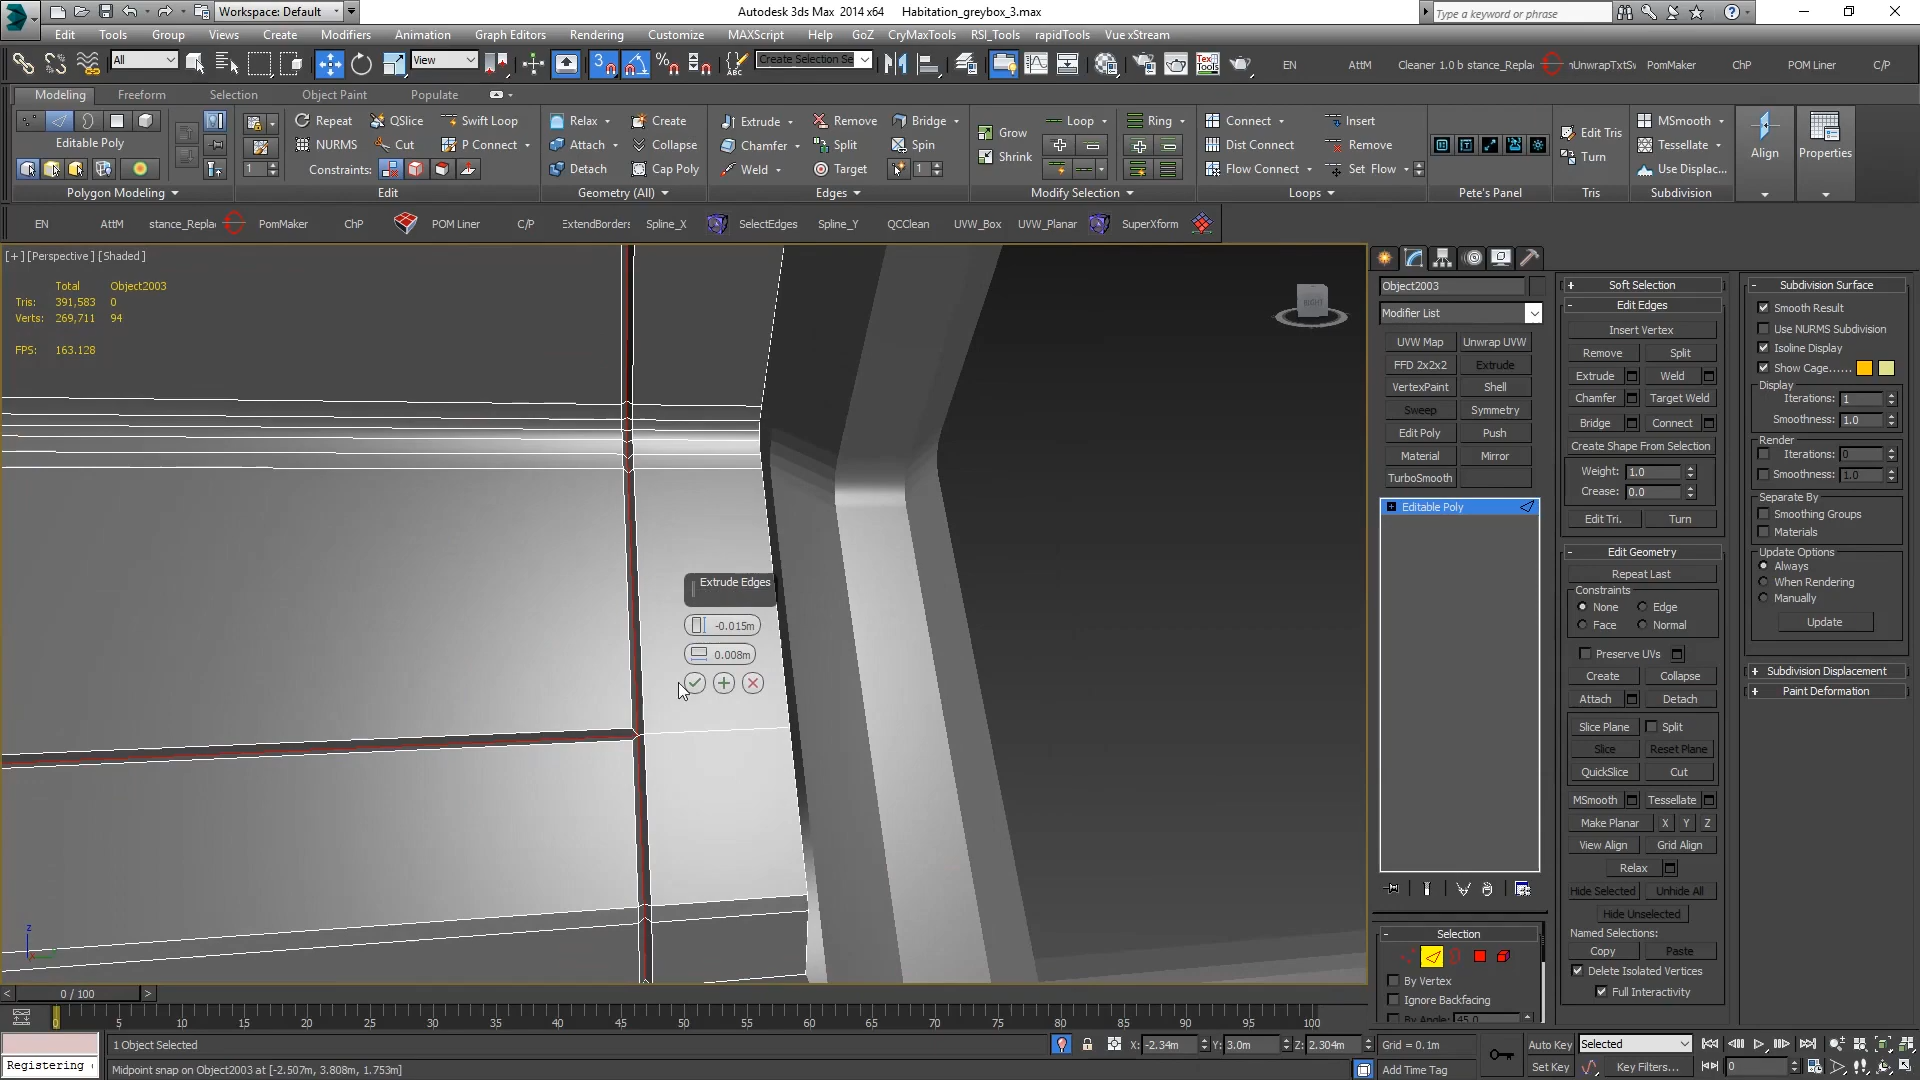 Workspace: Default
Autodesk 3ds Max 2014 x64 Habitation_greybox_3.max
Type a keyword or phrase
Edit Tools Group Views Create Modifiers Animation Graph Editors Rendering Customize MAXScript Help GoZ CryMaxTools RSI_Tools rapidTools Vue xStream
All View Create Selection Se EN AttM Cleaner 1.0 b stance_Repla nUnwrapTxtSv PomMaker ChP POM Liner C/P
Modeling Freeform Selection Object Paint Populate
Repeat QSlice Swift Loop Relax Create Extrude Remove Bridge Grow Loop Ring Connect Insert MSmooth
Editable Poly NURMS Cut P Connect Attach Collapse Chamfer Split Spin Shrink Dist Connect Remove Edit Tris Tessellate Align Properties
1 Constraints: Detach Cap Poly Weld Target 1 Flow Connect Set Flow Turn Use Displac...
Polygon Modeling Edit Geometry (All) Edges Modify Selection Loops Pete's Panel Tris Subdivision
EN AttM stance_Repla PomMaker ChP POM Liner C/P ExtendBorders Spline_X SelectEdges Spline_Y QCClean UVW_Box UVW_Planar SuperXform
[+] [Perspective] [Shaded]
Total Object2003
Tris: 391,583 0
Verts: 269,711 94
FPS: 163.128
RIGHT
Extrude Edges
-0.015m
0.008m
z
Object2003
Modifier List
UVW Map Unwrap UVW
FFD 2x2x2 Extrude
VertexPaint Shell
Sweep Symmetry
Edit Poly Push
Material Mirror
TurboSmooth
Editable Poly
Selection
By Vertex
Ignore Backfacing
By Angle: 45.0
Soft Selection
Edit Edges
Insert Vertex
Remove Split
Extrude Weld
Chamfer Target Weld
Bridge Connect
Create Shape From Selection
Weight: 1.0
Crease: 0.0
Edit Tri. Turn
Edit Geometry
Repeat Last
Constraints
None Edge
Face Normal
Preserve UVs
Create Collapse
Attach Detach
Slice Plane Split
Slice Reset Plane
QuickSlice Cut
MSmooth Tessellate
Make Planar X Y Z
View Align Grid Align
Relax
Hide Selected Unhide All
Hide Unselected
Named Selections:
Copy Paste
Delete Isolated Vertices
Full Interactivity
Subdivision Surface
Smooth Result
Use NURMS Subdivision
Isoline Display
Show Cage......
Display
Iterations: 1
Smoothness: 1.0
Render
Iterations: 0
Smoothness: 1.0
Separate By
Smoothing Groups
Materials
Update Options
Always
When Rendering
Manually
Update
Subdivision Displacement
Paint Deformation
0 / 100
0 5 10 15 20 25 30 35 40 45 50 55 60 65 70 75 80 85 90 95 100
1 Object Selected X: -2.34m Y: 3.0m Z: 2.304m Grid = 0.1m Auto Key Selected
Registering Midpoint snap on Object2003 at [-2.507m, 3.808m, 1.753m] Add Time Tag Set Key Key Filters... 0